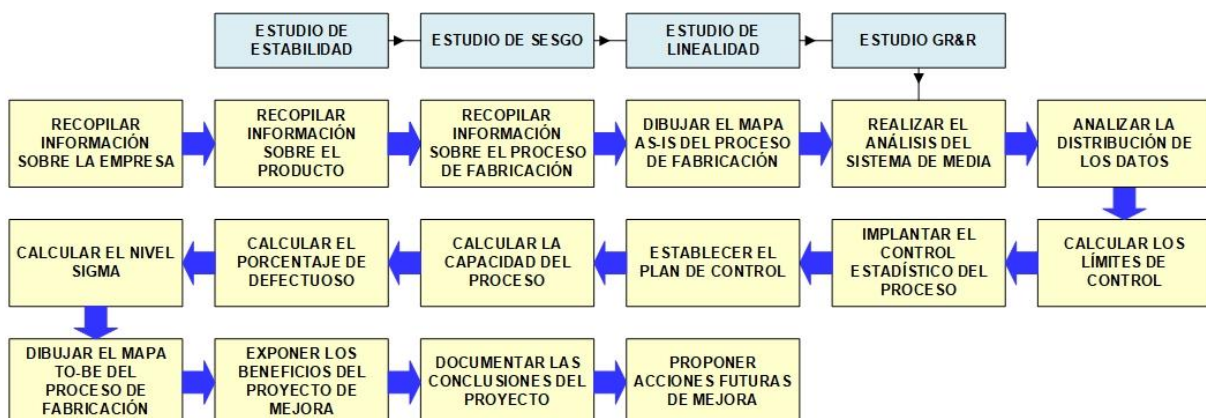 ESTUDIO DE
ESTABILIDAD
ESTUDIO DE SESGO
ESTUDIO DE
LINEALIDAD
ESTUDIO GR&R
RECOPILAR
INFORMACIÓN
SOBRE LA EMPRESA
RECOPILAR
INFORMACIÓN
SOBRE EL
PRODUCTO
RECOPILAR
INFORMACIÓN
SOBRE EL PROCESO
DE FABRICACIÓN
DIBUJAR EL MAPA
AS-IS DEL PROCESO
DE FABRICACIÓN
REALIZAR EL
ANÁLISIS DEL
SISTEMA DE MEDIA
ANALIZAR LA
DISTRIBUCIÓN DE
LOS DATOS
CALCULAR EL NIVEL
SIGMA
CALCULAR EL
PORCENTAJE DE
DEFECTUOSO
CALCULAR LA
CAPACIDAD DEL
PROCESO
ESTABLECER EL
PLAN DE CONTROL
IMPLANTAR EL
CONTROL
ESTADÍSTICO DEL
PROCESO
CALCULAR LOS
LÍMITES DE
CONTROL
DIBUJAR EL MAPA
TO-BE DEL
PROCESO DE
FABRICACIÓN
EXPONER LOS
BENEFICIOS DEL
PROYECTO DE
MEJORA
DOCUMENTAR LAS
CONCLUSIONES DEL
PROYECTO
PROPONER
ACCIONES FUTURAS
DE MEJORA